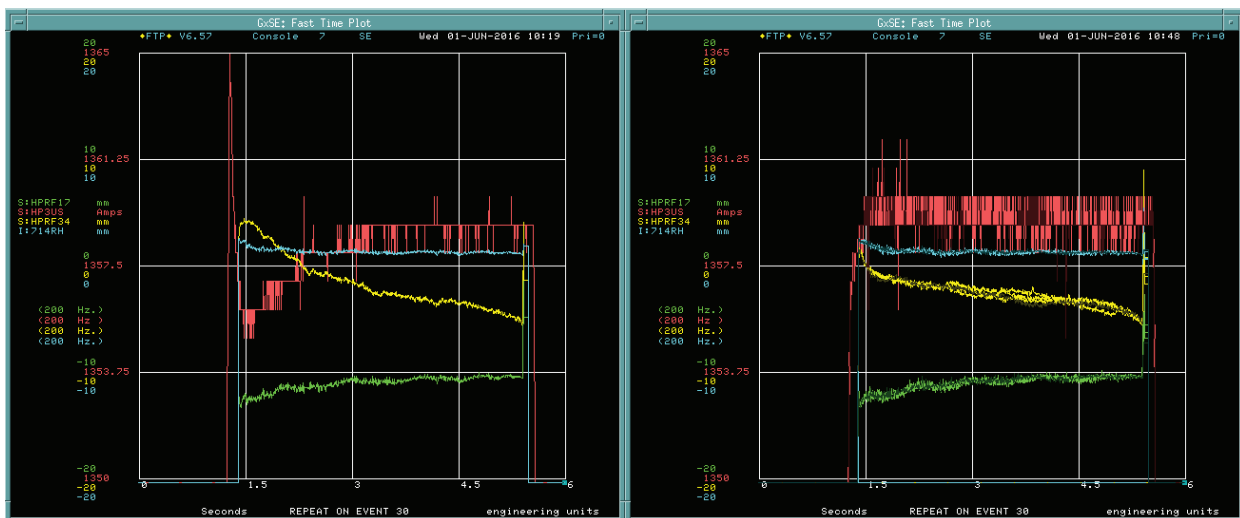 GxSE: Fast Time Plot
◆FTP◆ V6.57 Console 7 SE Wed 01-JUN-2016 10:19 Pri=0
20
1365
20
20
10
1361.25
10
10
S:HPRF17 mm
S:HP3US Amps
S:HPRF34 mm
I:714RH mm
0
1357.5
0
0
(200 Hz.)
(200 Hz.)
(200 Hz.)
(200 Hz.)
-10
1353.75
-10
-10
-20
1350
-20
-20
0 1.5 3 4.5 6
Seconds REPEAT ON EVENT 30 engineering units
GxSE: Fast Time Plot
◆FTP◆ V6.57 Console 7 SE Wed 01-JUN-2016 10:48 Pri=0
20
1365
20
20
10
1361.25
10
10
S:HPRF17 mm
S:HP3US Amps
S:HPRF34 mm
I:714RH mm
0
1357.5
0
0
(200 Hz.)
(200 Hz.)
(200 Hz.)
(200 Hz.)
-10
1353.75
-10
-10
-20
1350
-20
-20
0 1.5 3 4.5 6
Seconds REPEAT ON EVENT 30 engineering units